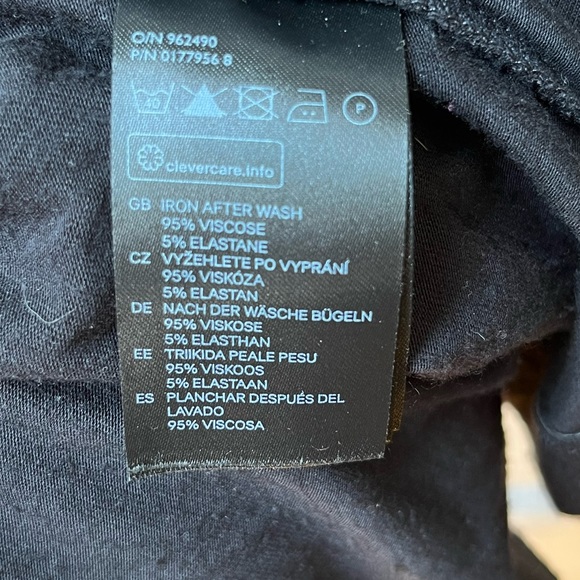 O/N 962490
P/N 0177956 8
40 P
clevercare.info
GB IRON AFTER WASH
95% VISCOSE
5% ELASTANE
CZ VYŽEHLETE PO VYPRÁNÍ
95% VISKÓZA
5% ELASTAN
DE NACH DER WÄSCHE BÜGELN
95% VISKOSE
5% ELASTHAN
EE TRIIKIDA PEALE PESU
95% VISKOOS
5% ELASTAAN
ES PLANCHAR DESPUÉS DEL
LAVADO
95% VISCOSA